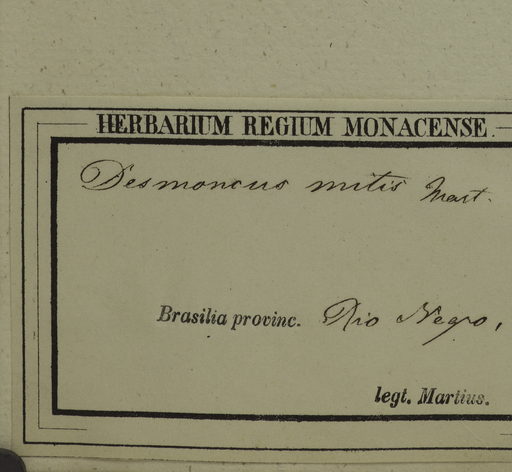 HERBARIUM REGIUM MONACENSE.
Desmoncus mitis Mart.
Brasilia provinc. Rio Negro,
legt. Martius.